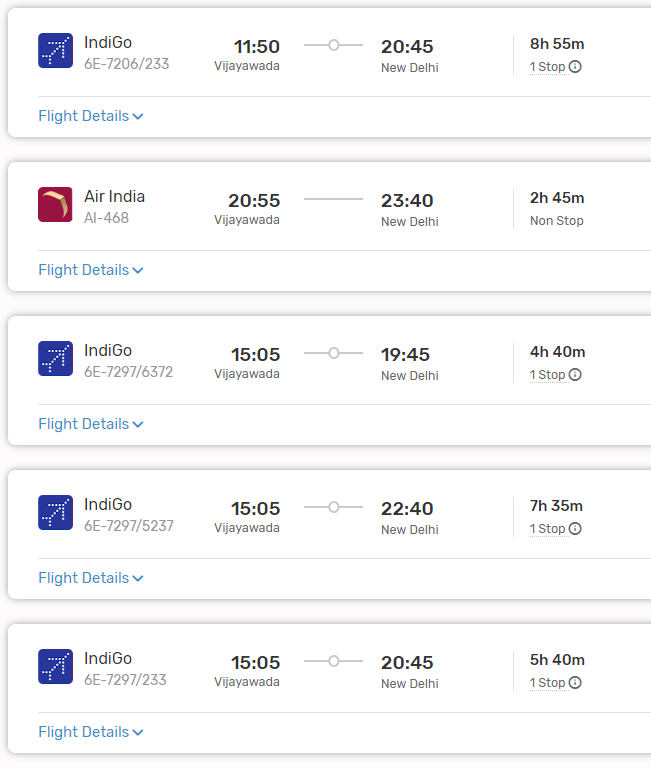 IndiGo
6E-7206/233
11:50
Vijayawada
20:45
New Delhi
8h 55m
1 Stop
Flight Details
Air India
AI-468
20:55
Vijayawada
23:40
New Delhi
2h 45m
Non Stop
Flight Details
IndiGo
6E-7297/6372
15:05
Vijayawada
19:45
New Delhi
4h 40m
1 Stop
Flight Details
IndiGo
6E-7297/5237
15:05
Vijayawada
22:40
New Delhi
7h 35m
1 Stop
Flight Details
IndiGo
6E-7297/233
15:05
Vijayawada
20:45
New Delhi
5h 40m
1 Stop
Flight Details